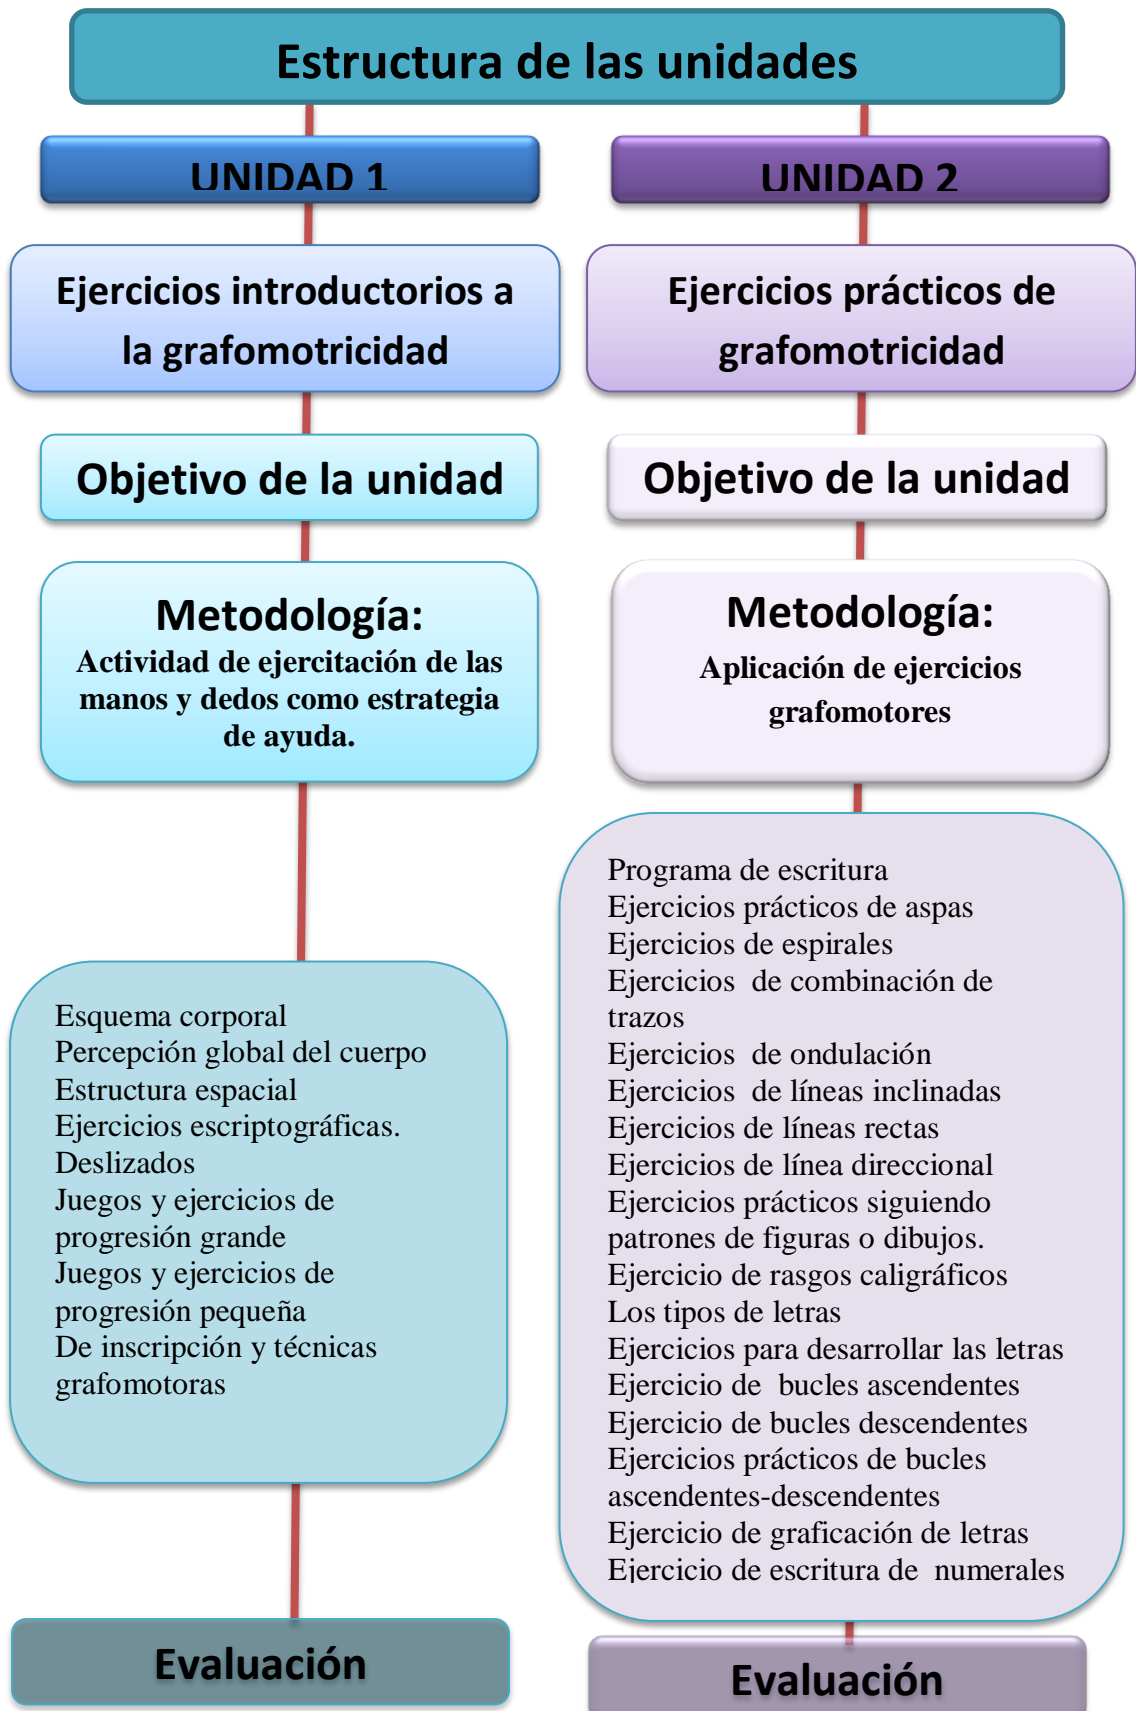 Estructura de las unidades
UNIDAD 1
Ejercicios introductorios a
la grafomotricidad
Objetivo de la unidad
Metodología:
Actividad de ejercitación de las
manos y dedos como estrategia
de ayuda.
Esquema corporal
Percepción global del cuerpo
Estructura espacial
Ejercicios escriptográficas.
Deslizados
Juegos y ejercicios de
progresión grande
Juegos y ejercicios de
progresión pequeña
De inscripción y técnicas
grafomotoras
Evaluación
UNIDAD 2
Ejercicios prácticos de
grafomotricidad
Objetivo de la unidad
Metodología:
Aplicación de ejercicios
grafomotores
Programa de escritura
Ejercicios prácticos de aspas
Ejercicios de espirales
Ejercicios  de combinación de
trazos
Ejercicios  de ondulación
Ejercicios  de líneas inclinadas
Ejercicios de líneas rectas
Ejercicios de línea direccional
Ejercicios prácticos siguiendo
patrones de figuras o dibujos.
Ejercicio de rasgos caligráficos
Los tipos de letras
Ejercicios para desarrollar las letras
Ejercicio de  bucles ascendentes
Ejercicio de bucles descendentes
Ejercicios prácticos de bucles
ascendentes-descendentes
Ejercicio de graficación de letras
Ejercicio de escritura de  numerales
Evaluación